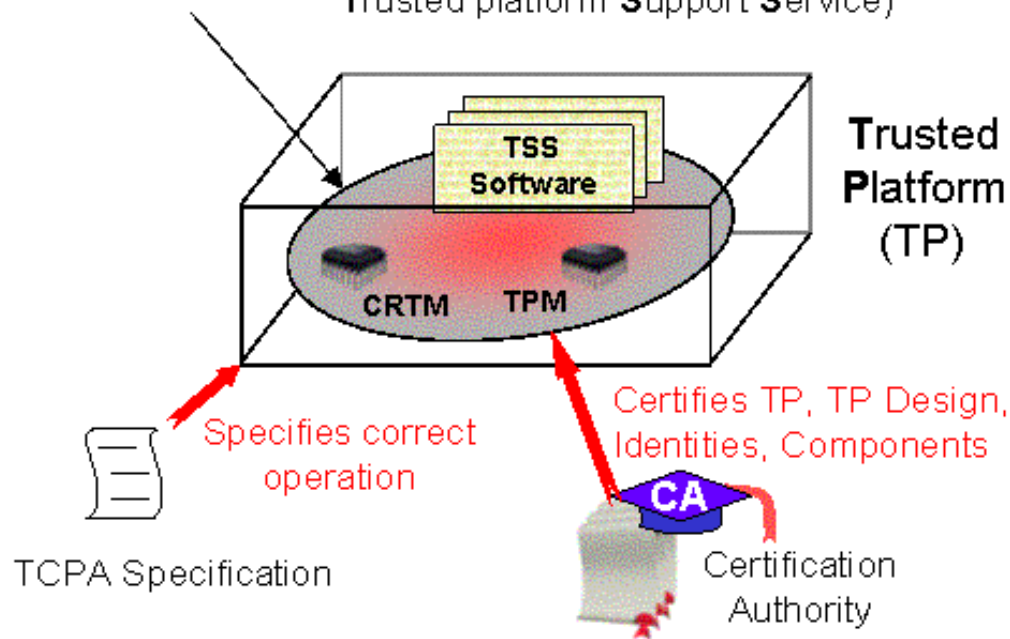 Trusted platform Support Service)
TSS
Software
Trusted
Platform
(TP)
CRTM
TPM
Certifies TP, TP Design,
Identities, Components
Specifies correct
operation
CA
TCPA Specification
Certification
Authority